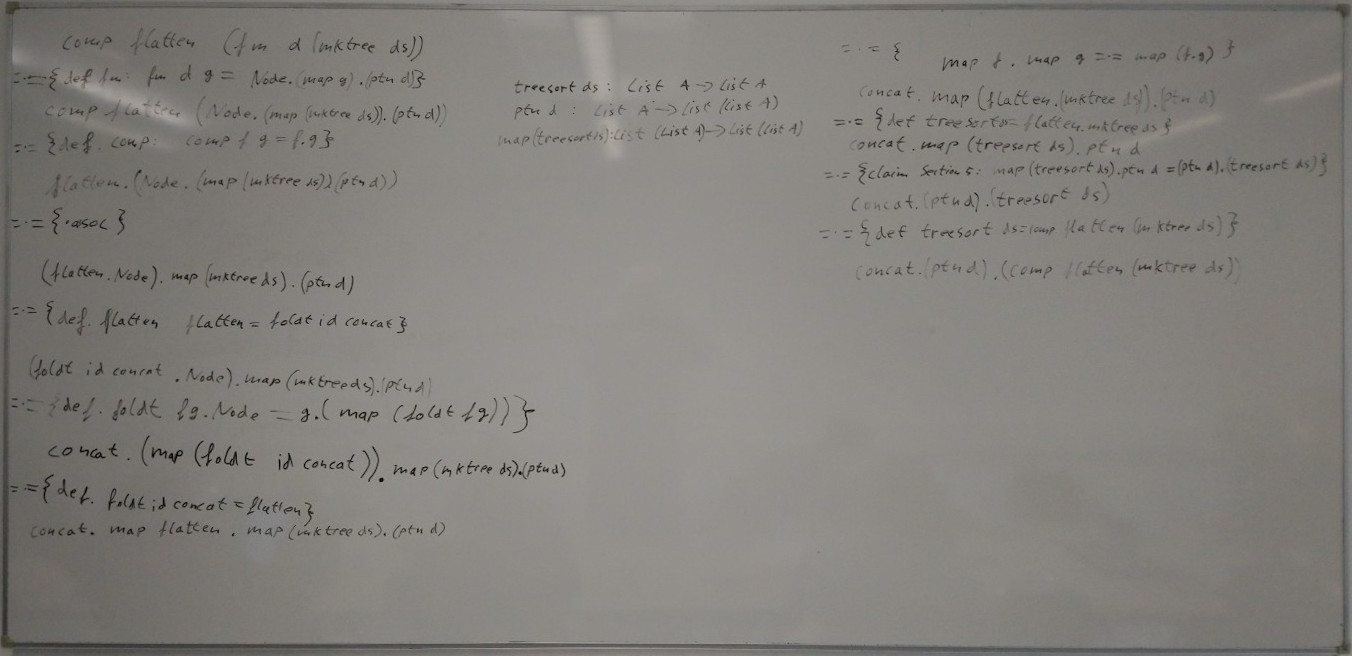 comp flatten (fm d (mktree ds))
=·={def fm: fm d g = Node.(map g).(ptn d)}
comp flatten (Node.(map (mktree ds)).(ptn d))
=·= {def. comp: comp f g = f.g}
flatten.(Node.(map (mktree ds)).(ptn d))
=·= {·asoc}
(flatten.Node). map (mktree ds). (ptn d)
=·= {def. flatten flatten = foldt id concat}
(foldt id concat .Node). map (mktree ds).(ptn d)
=·= {def. foldt f g.Node = g.( map (foldt f g))}
concat. (map (foldt id concat)). map (mktree ds).(ptn d)
=·={def. foldt id concat = flatten}
concat. map flatten . map (mktree ds). (ptn d)
treesort ds : List A -> List A
ptn d : List A -> List (List A)
map(treesort ds):List (List A)->List (List A)
=·= { map f . map g =·= map (f.g) }
concat. map (flatten.(mktree ds)).(ptn d)
=·= {def treesort ds= flatten.mktree ds}
concat. map (treesort ds). ptn d
=·= {claim Section 5: map(treesort ds).ptn d =(ptn d).(treesort ds)}
concat.(ptn d).(treesort ds)
=·= {def treesort ds=comp flatten (mktree ds)}
concat.(ptn d).(comp flatten (mktree ds))